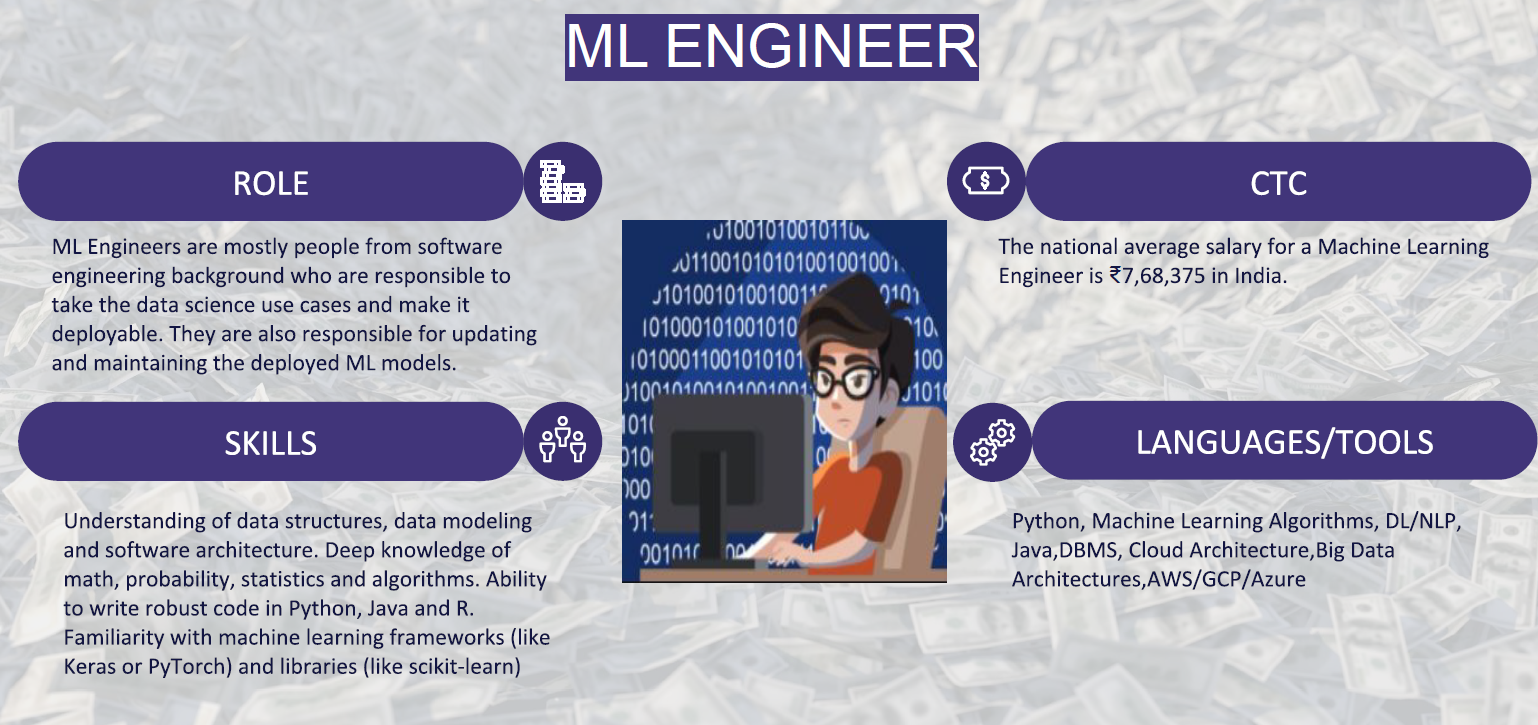 ML ENGINEER
ROLE
ML Engineers are mostly people from software
engineering background who are responsible to
take the data science use cases and make it
deployable. They are also responsible for updating
and maintaining the deployed ML models.
CTC
The national average salary for a Machine Learning
Engineer is ₹7,68,375 in India.
SKILLS
Understanding of data structures, data modeling
and software architecture. Deep knowledge of
math, probability, statistics and algorithms. Ability
to write robust code in Python, Java and R.
Familiarity with machine learning frameworks (like
Keras or PyTorch) and libraries (like scikit-learn)
LANGUAGES/TOOLS
Python, Machine Learning Algorithms, DL/NLP,
Java,DBMS, Cloud Architecture,Big Data
Architectures,AWS/GCP/Azure